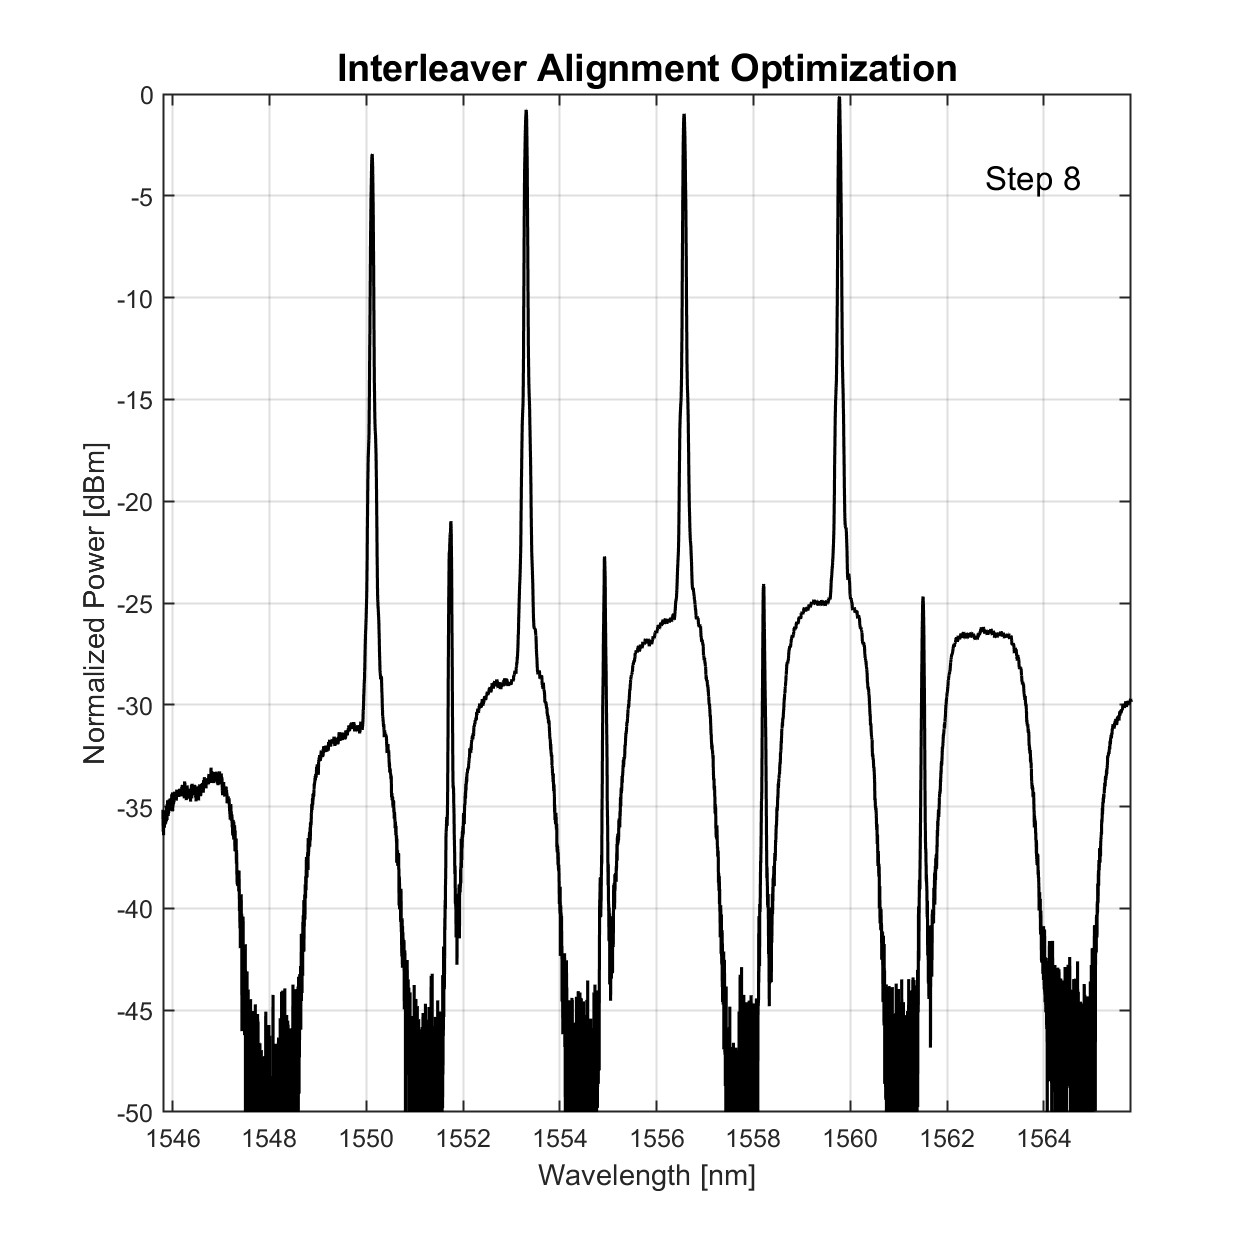 Interleaver Alignment Optimization
Step 8
Normalized Power [dBm]
0
-5
-10
-15
-20
-25
-30
-35
-40
-45
-50
1546 1548 1550 1552 1554 1556 1558 1560 1562 1564
Wavelength [nm]